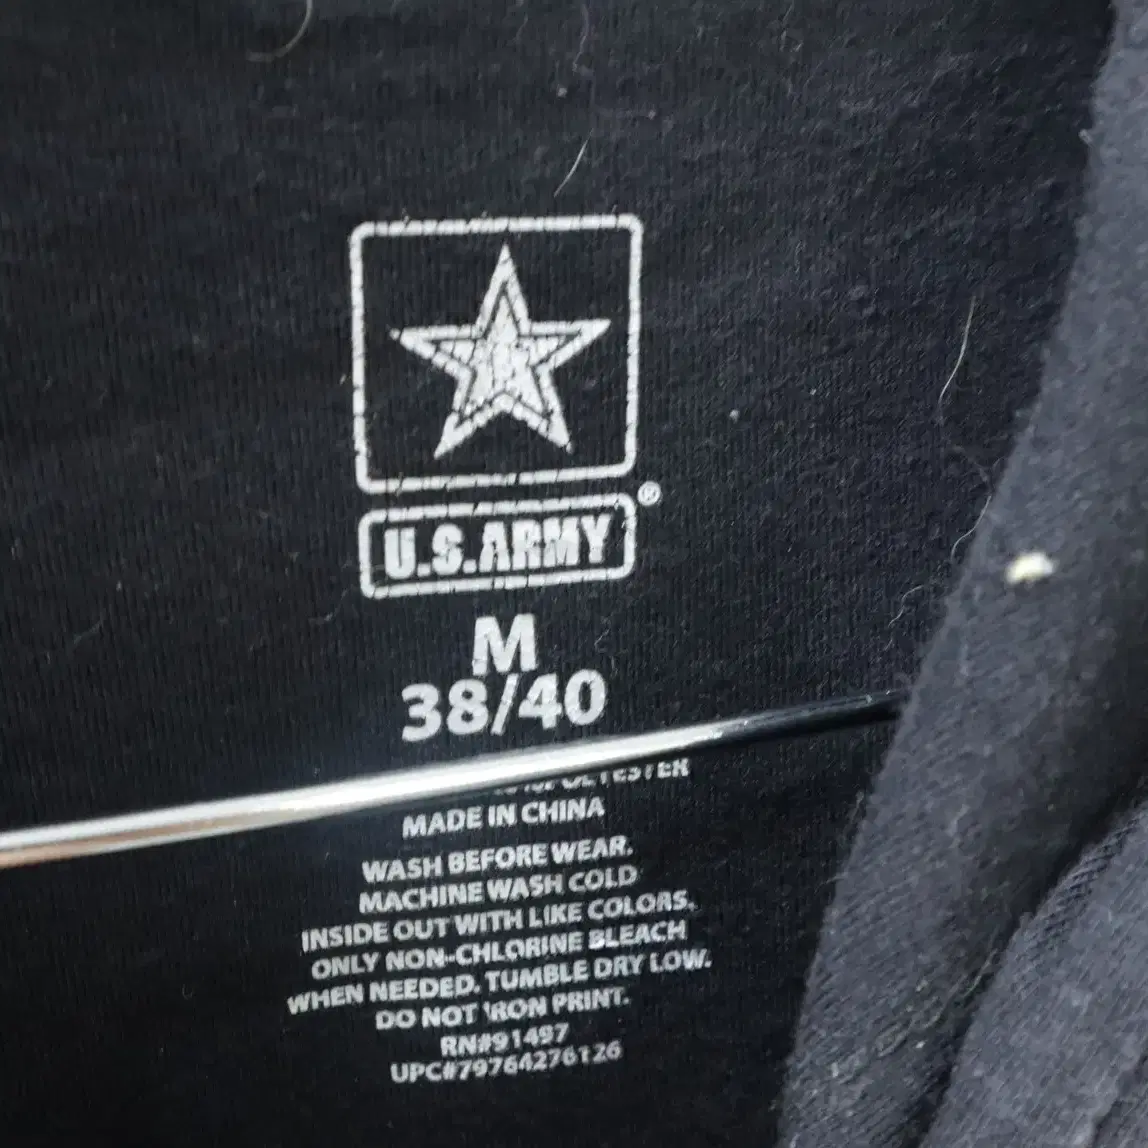 ®
U.S.ARMY
M
38/40
POLYESTER
MADE IN CHINA
WASH BEFORE WEAR.
MACHINE WASH COLD
INSIDE OUT WITH LIKE COLORS.
ONLY NON-CHLORINE BLEACH
WHEN NEEDED. TUMBLE DRY LOW.
DO NOT IRON PRINT.
RN#91497
UPC#79764276126